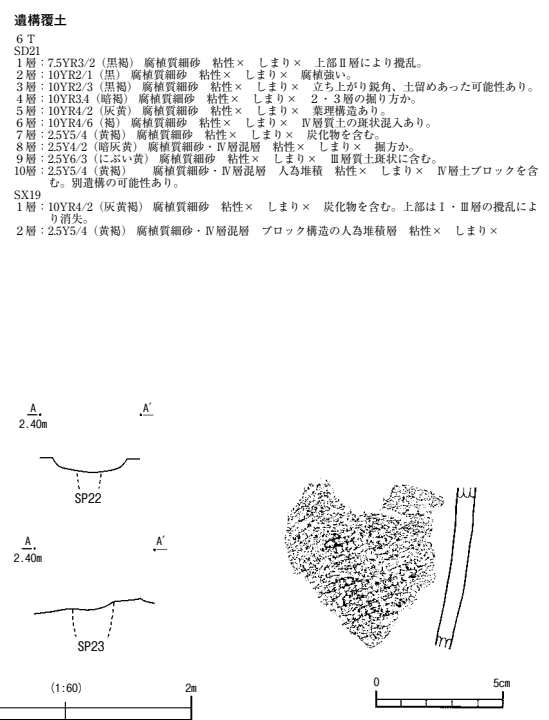 遺構覆土
6T
SD21
1層：7.5YR3/2（黒褐） 腐植質細砂　粘性×　しまり×　上部Ⅱ層により攪乱。
2層：10YR2/1（黒） 腐植質細砂　粘性×　しまり×　腐植強い。
3層：10YR2/3（黒褐） 腐植質細砂　粘性×　しまり×　立ち上がり鋭角、土留めあった可能性あり。
4層：10YR3.4（暗褐） 腐植質細砂　粘性×　しまり×　2・3層の掘り方か。
5層：10YR4/2（灰黄） 腐植質細砂　粘性×　しまり×　葉理構造あり。
6層：10YR4/6（褐） 腐植質細砂　粘性×　しまり×　Ⅳ層質土の斑状混入あり。
7層：2.5Y5/4（黄褐） 腐植質細砂　粘性×　しまり×　炭化物を含む。
8層：2.5Y4/2（暗灰黄） 腐植質細砂・Ⅳ層混層　粘性×　しまり×　掘方か。
9層：2.5Y6/3（にぶい黄） 腐植質細砂　粘性×　しまり×　Ⅲ層質土斑状に含む。
10層：2.5Y5/4（黄褐）　腐植質細砂・Ⅳ層混層　人為堆積　粘性×　しまり×　Ⅳ層土ブロックを含
む。別遺構の可能性あり。
SX19
1層：10YR4/2（灰黄褐） 腐植質細砂　粘性×　しまり×　炭化物を含む。上部はⅠ・Ⅲ層の攪乱によ
り消失。
2層：2.5Y5/4（黄褐） 腐植質細砂・Ⅳ層混層　ブロック構造の人為堆積層　粘性×　しまり×
A A′
2.40m
SP22
A A′
2.40m
SP23
(1:60) 2m
0 5cm